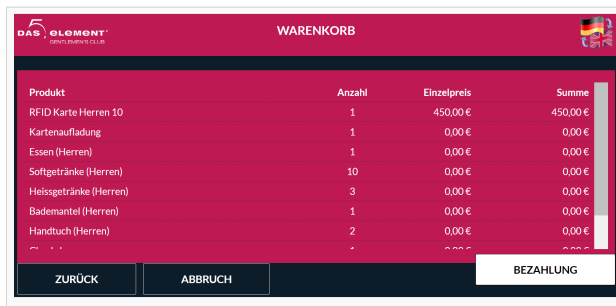 DAS 5. ELEMENT
GENTLEMEN'S CLUB
WARENKORB
Produkt Anzahl Einzelpreis Summe
RFID Karte Herren 10 1 450,00 € 450,00 €
Kartenaufladung 1 0,00 € 0,00 €
Essen (Herren) 1 0,00 € 0,00 €
Softgetränke (Herren) 10 0,00 € 0,00 €
Heissgetränke (Herren) 3 0,00 € 0,00 €
Bademantel (Herren) 1 0,00 € 0,00 €
Handtuch (Herren) 2 0,00 € 0,00 €
ZURÜCK ABBRUCH BEZAHLUNG